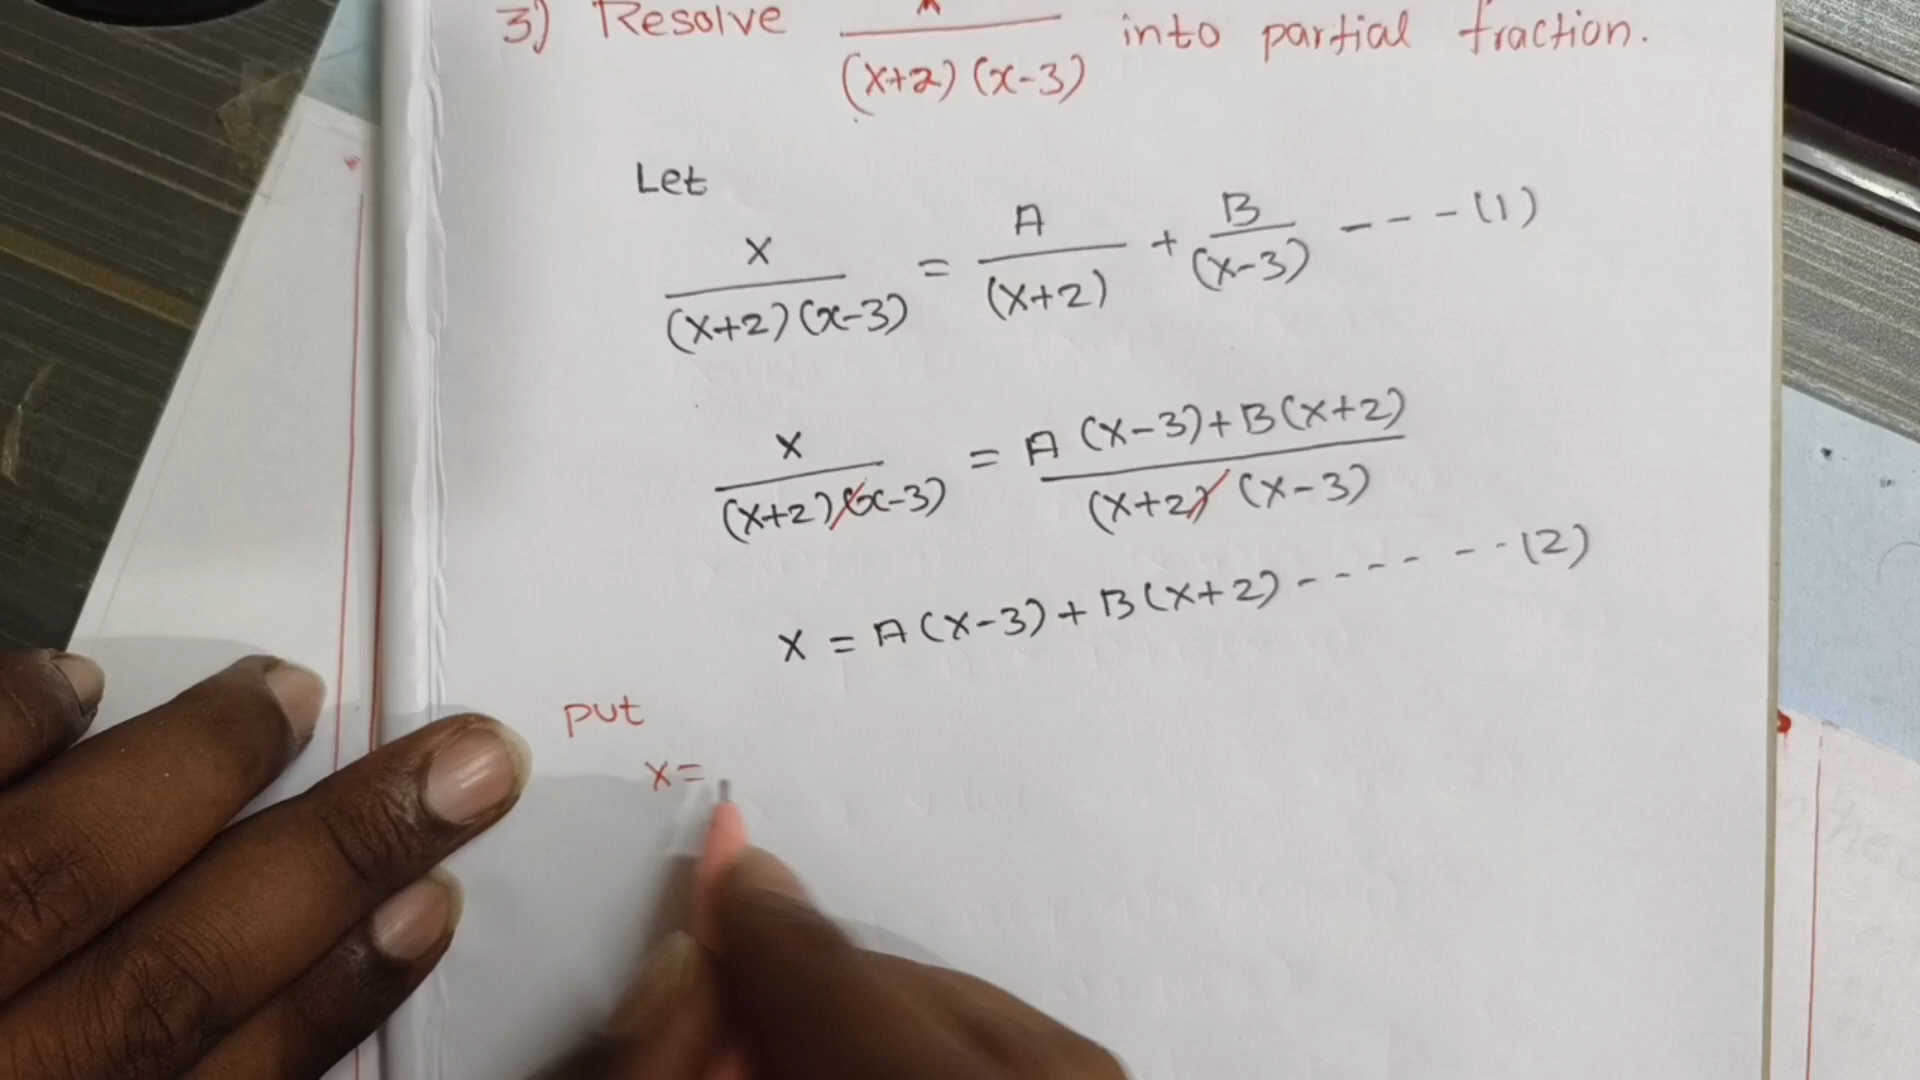 3) Resolve x/(x+2)(x-3) into partial fraction.
Let
x/(x+2)(x-3) = A/(x+2) + B/(x-3) ----(1)
x/(x+2)(x-3) = A(x-3)+B(x+2)/(x+2)(x-3)
x = A(x-3)+B(x+2)-------(2)
put
x=